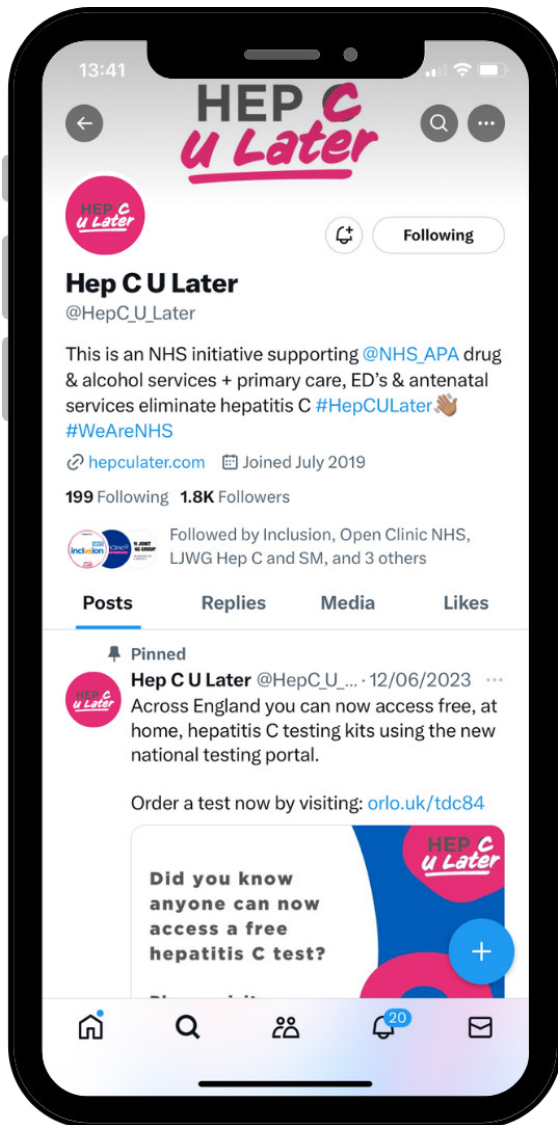 13:41
HEP C
U Later
HEP C
U Later
Following
Hep C U Later
@HepC_U_Later
This is an NHS initiative supporting @NHS_APA drug
& alcohol services + primary care, ED's & antenatal
services eliminate hepatitis C #HepCULater👋🏽
#WeAreNHS
hepculater.com Joined July 2019
199 Following 1.8K Followers
inclusion
Followed by Inclusion, Open Clinic NHS,
LJWG Hep C and SM, and 3 others
Posts Replies Media Likes
Pinned
Hep C U Later @HepC_U_... · 12/06/2023 ...
HEP C
U Later
Across England you can now access free, at
home, hepatitis C testing kits using the new
national testing portal.
Order a test now by visiting: orlo.uk/tdc84
HEP C
U Later
Did you know
anyone can now
access a free
hepatitis C test?
20